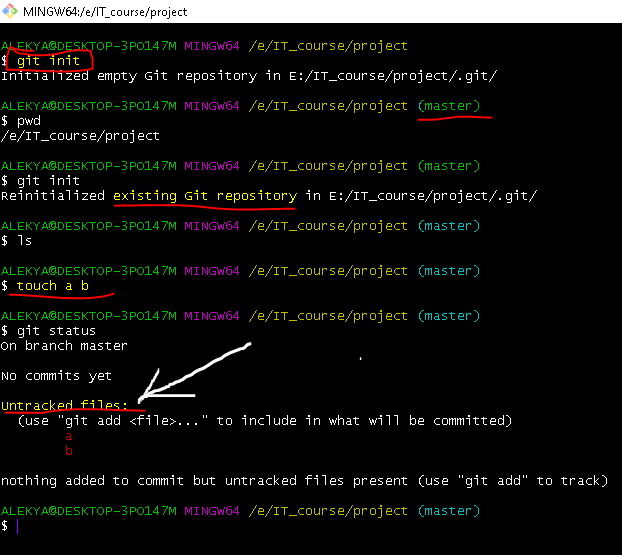 MINGW64:/e/IT_course/project
ALEKYA@DESKTOP-3PO147M MINGW64 /e/IT_course/project
$ git init
Initialized empty Git repository in E:/IT_course/project/.git/
ALEKYA@DESKTOP-3PO147M MINGW64 /e/IT_course/project (master)
$ pwd
/e/IT_course/project
ALEKYA@DESKTOP-3PO147M MINGW64 /e/IT_course/project (master)
$ git init
Reinitialized existing Git repository in E:/IT_course/project/.git/
ALEKYA@DESKTOP-3PO147M MINGW64 /e/IT_course/project (master)
$ ls
ALEKYA@DESKTOP-3PO147M MINGW64 /e/IT_course/project (master)
$ touch a b
ALEKYA@DESKTOP-3PO147M MINGW64 /e/IT_course/project (master)
$ git status
On branch master
No commits yet
Untracked files:
(use "git add <file>..." to include in what will be committed)
a
b
nothing added to commit but untracked files present (use "git add" to track)
ALEKYA@DESKTOP-3PO147M MINGW64 /e/IT_course/project (master)
$